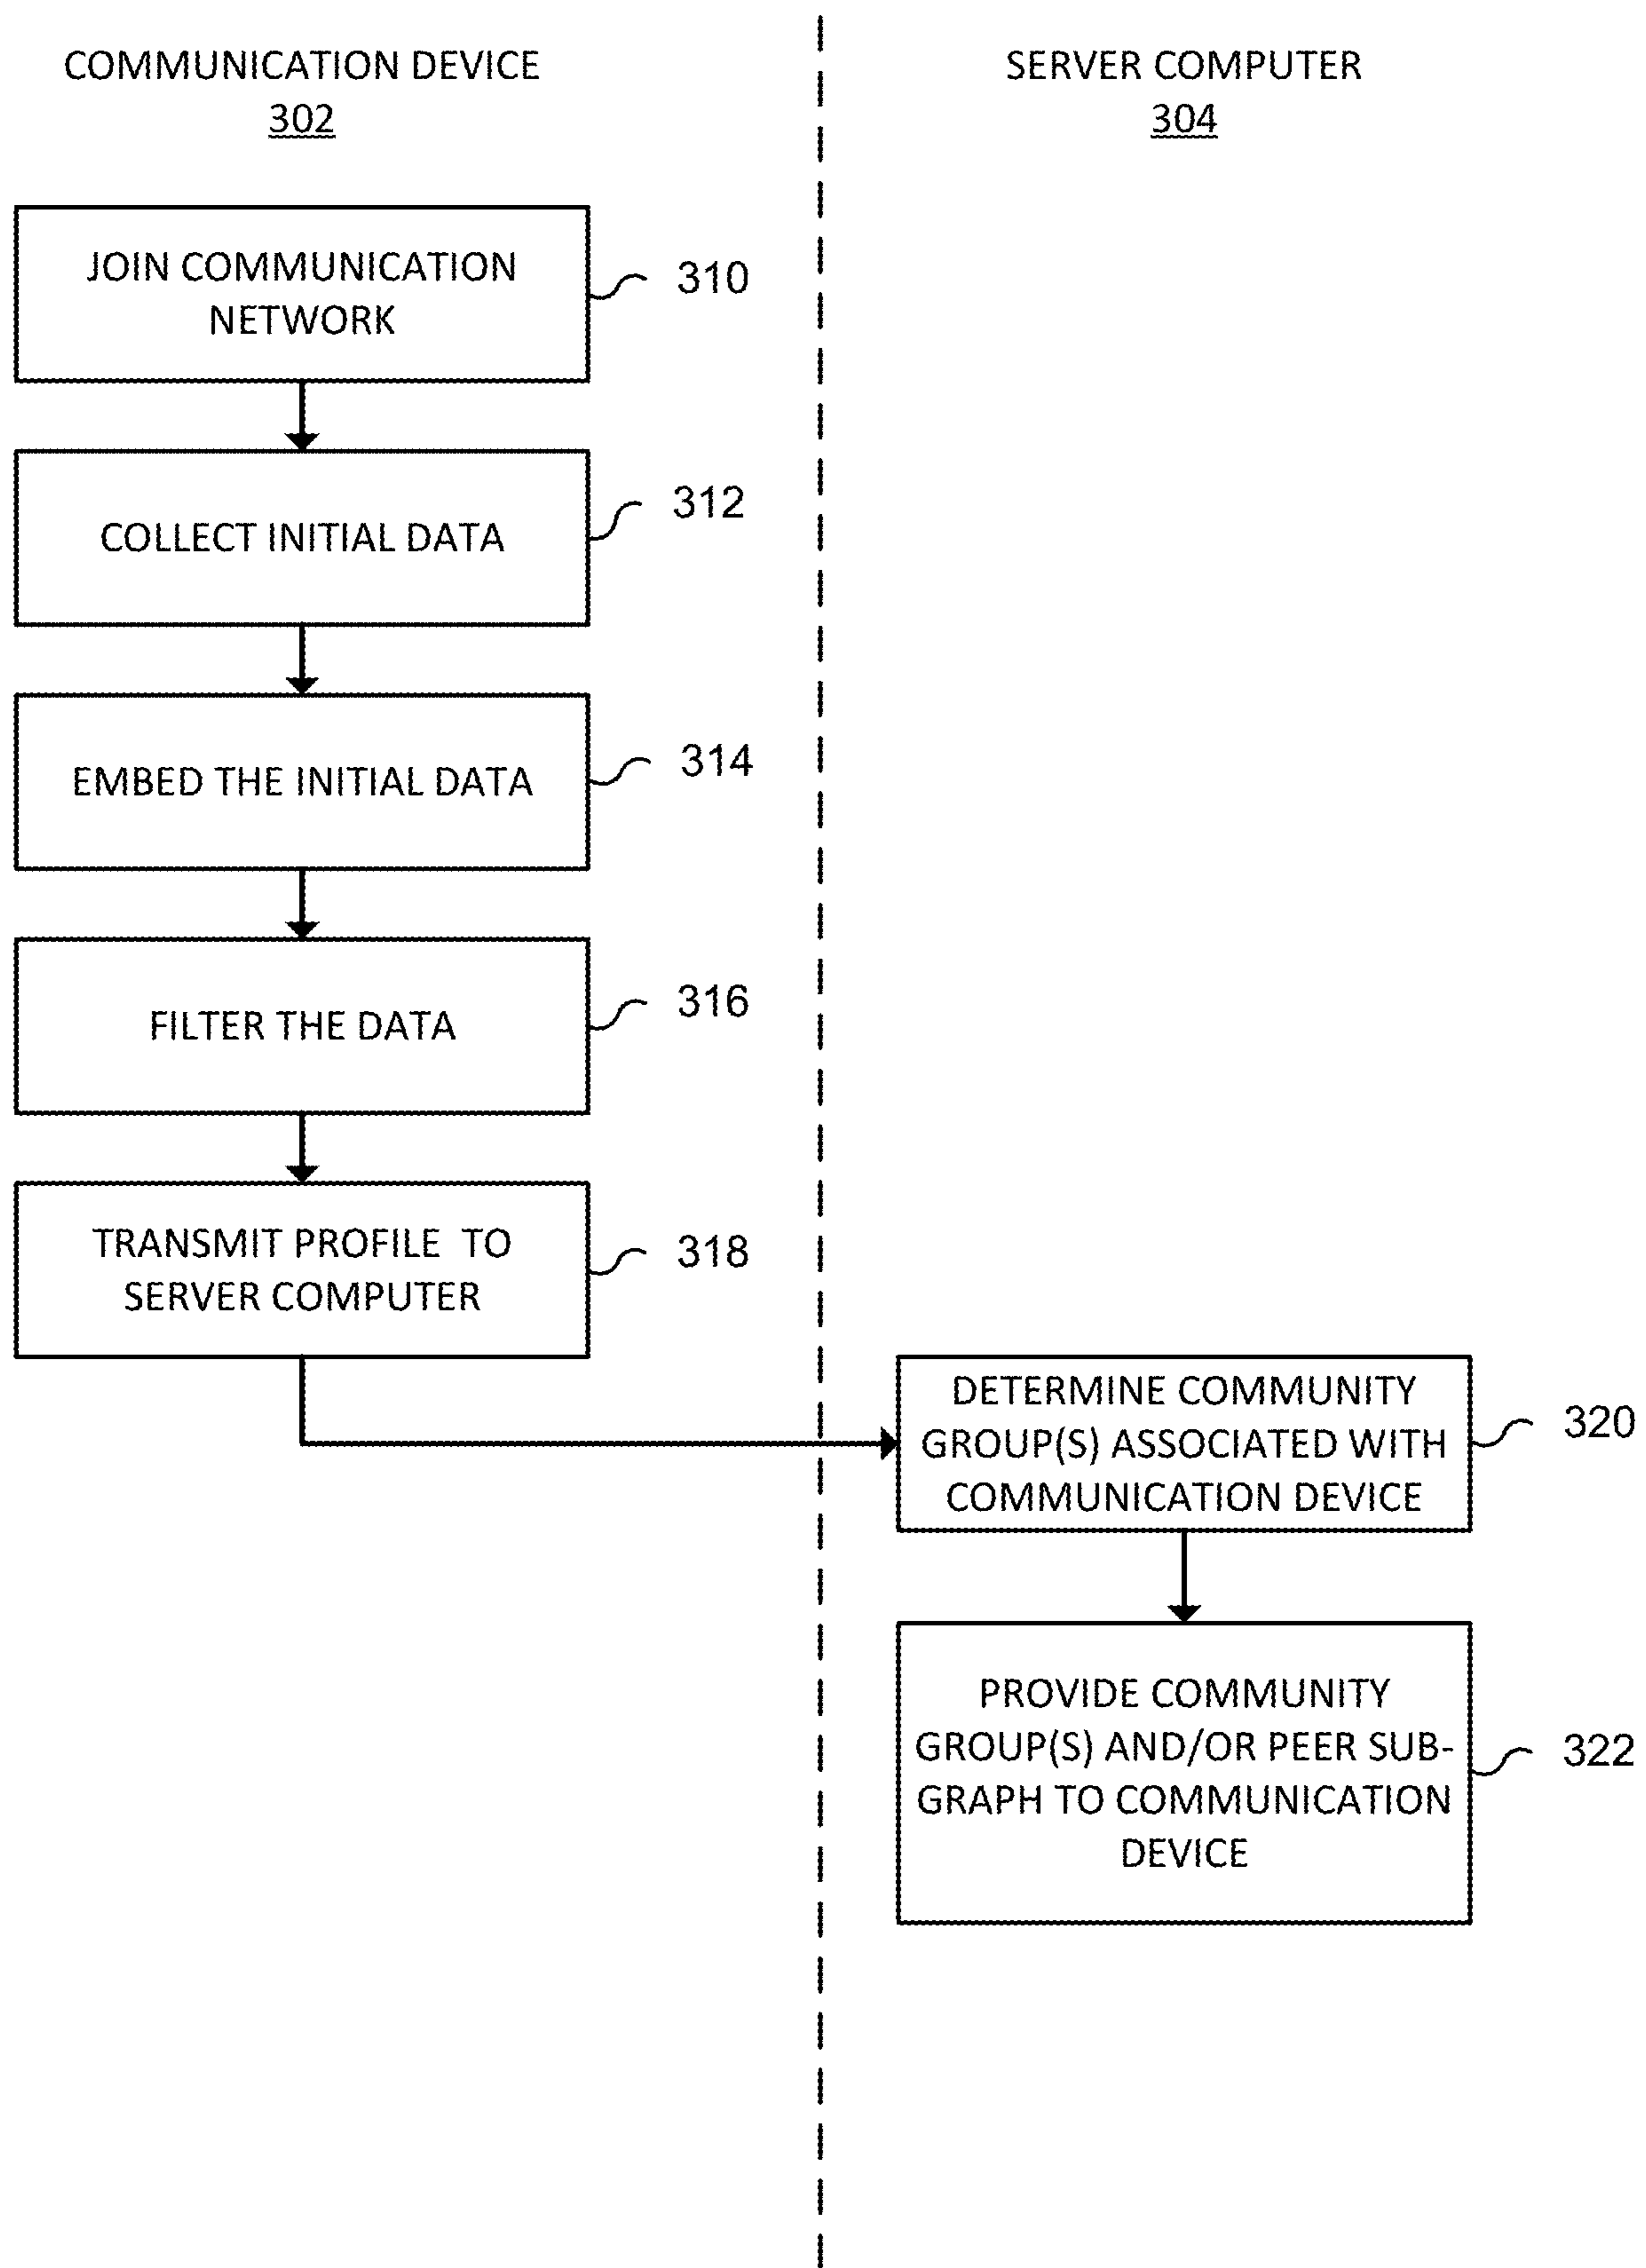 COMMUNICATION DEVICE
302
SERVER COMPUTER
304
JOIN COMMUNICATION
NETWORK
310
COLLECT INITIAL DATA
312
EMBED THE INITIAL DATA
314
FILTER THE DATA
316
TRANSMIT PROFILE TO
SERVER COMPUTER
318
DETERMINE COMMUNITY
GROUP(S) ASSOCIATED WITH
COMMUNICATION DEVICE
320
PROVIDE COMMUNITY
GROUP(S) AND/OR PEER SUB-
GRAPH TO COMMUNICATION
DEVICE
322